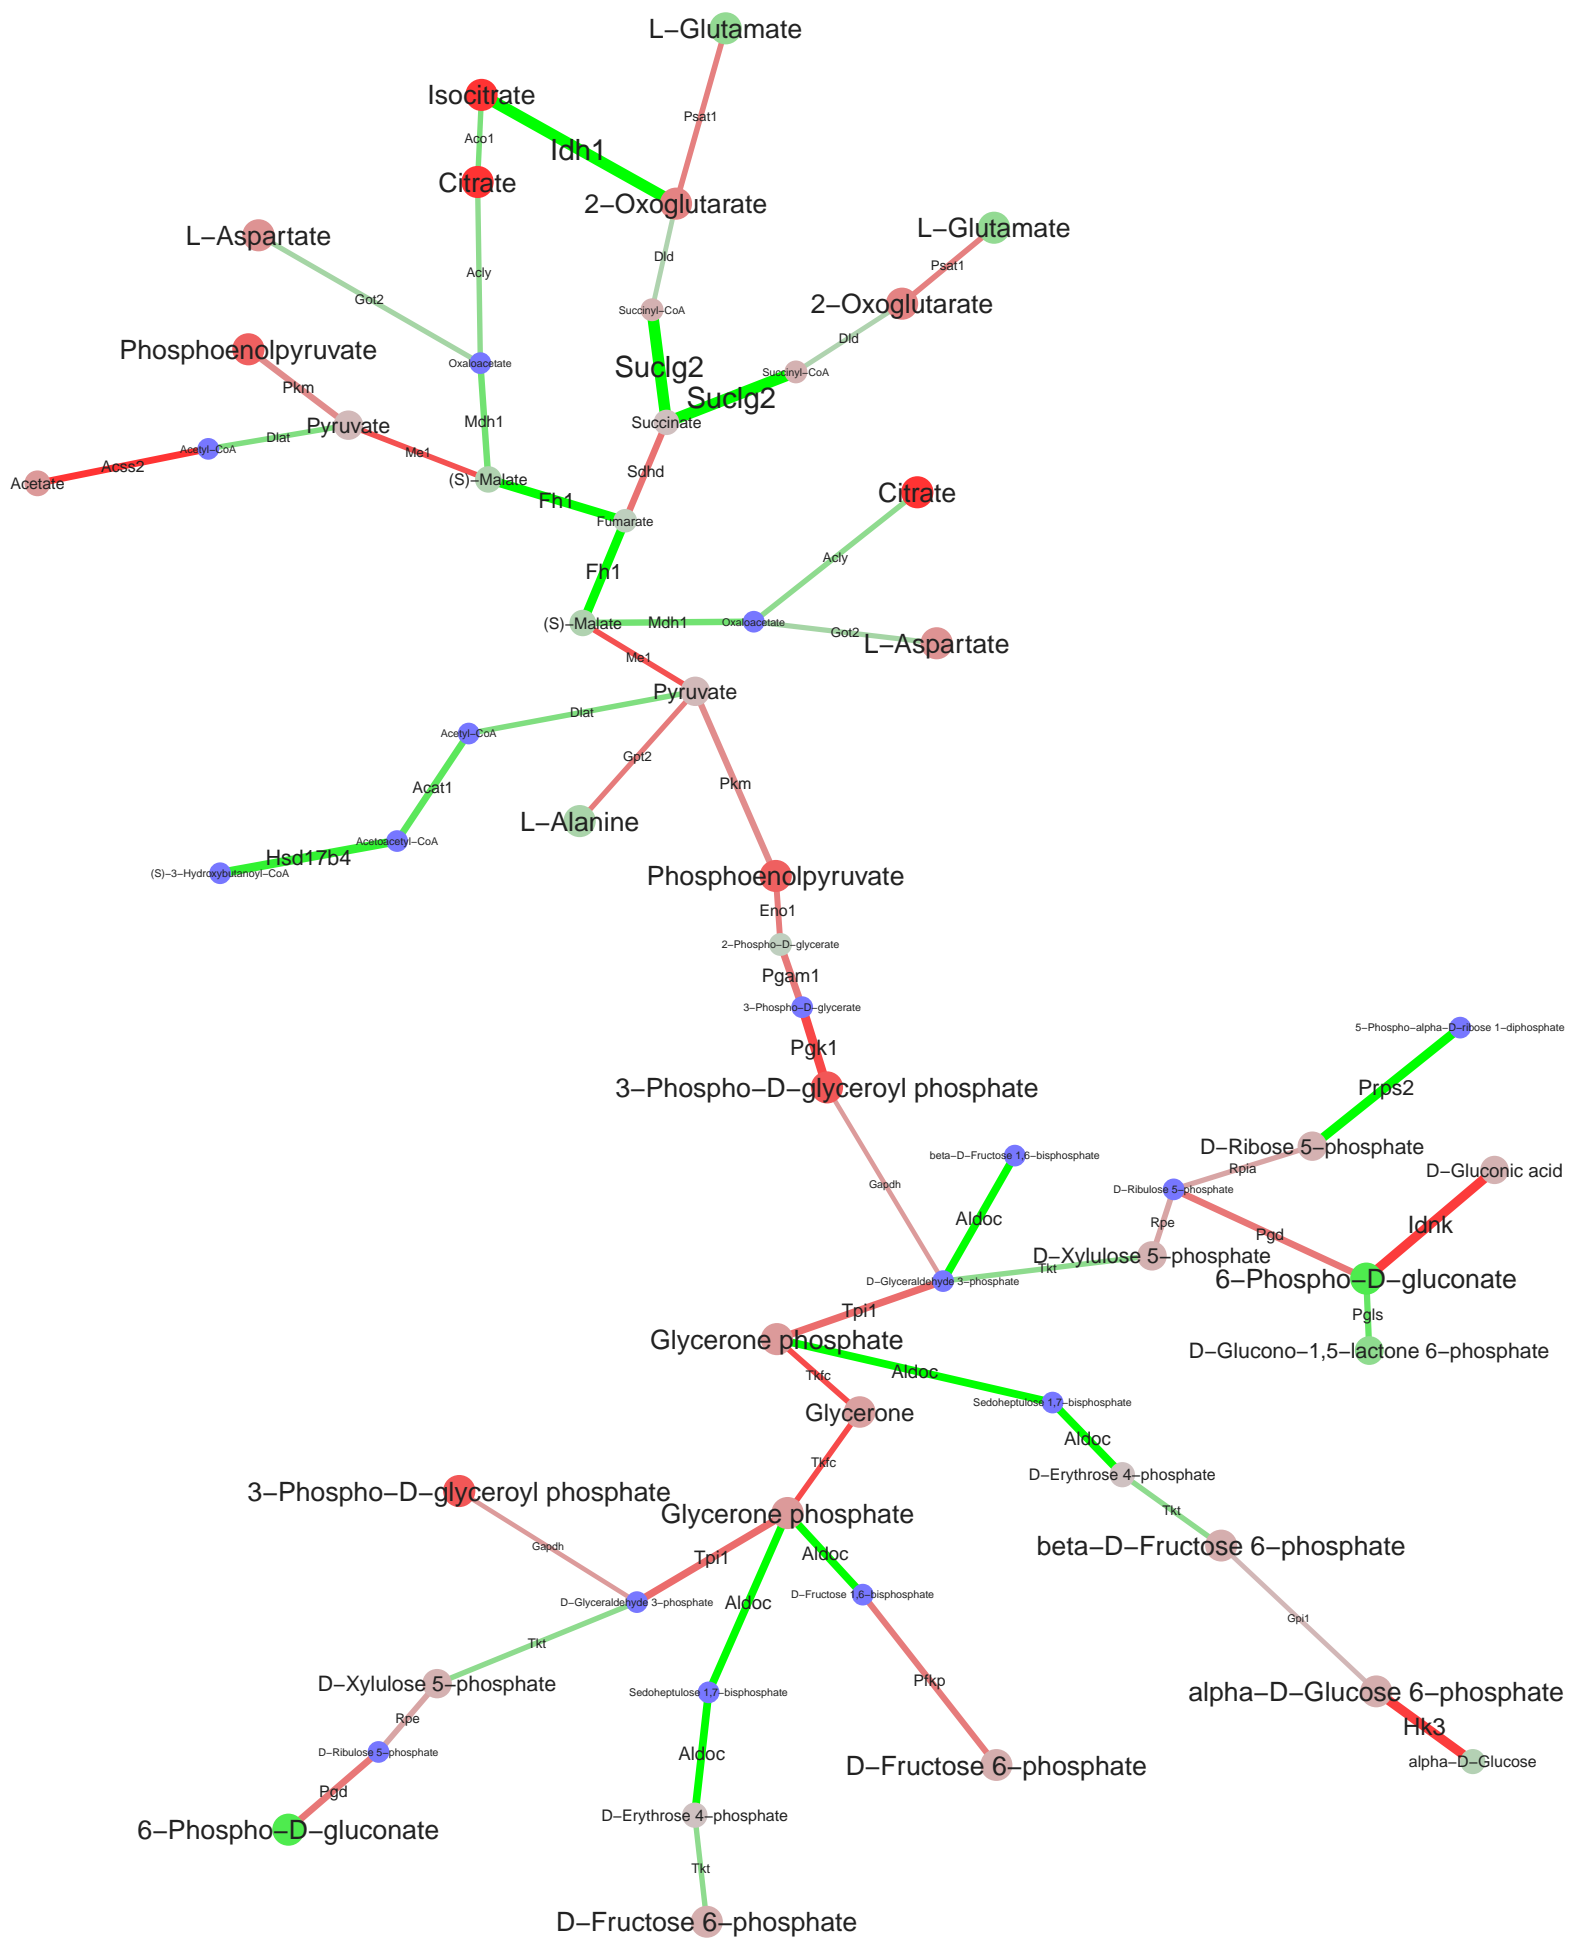 L−Glutamate
Isocitrate
Psat1
Aco1
Idh1
Citrate
2−Oxoglutarate
L−Aspartate
L−Glutamate
Dld
Psat1
Acly
Got2
2−Oxoglutarate
Succinyl−CoA
Dld
Phosphoenolpyruvate
Oxaloacetate
Suclg2
Succinyl−CoA
Pkm
Suclg2
Mdh1
Succinate
Pyruvate
Dlat
Acetyl−CoA
Me1
Acss2
Sdhd
Acetate
(S)−Malate
Citrate
Fh1
Fumarate
Acly
Fh1
(S)−Malate
Mdh1
Oxaloacetate
Got2
L−Aspartate
Me1
Pyruvate
Dlat
Acetyl−CoA
Gpt2
Pkm
Acat1
L−Alanine
Acetoacetyl−CoA
Hsd17b4
(S)−3−Hydroxybutanoyl−CoA
Phosphoenolpyruvate
Eno1
2−Phospho−D−glycerate
Pgam1
3−Phospho−D−glycerate
5−Phospho−alpha−D−ribose 1−diphosphate
Pgk1
3−Phospho−D−glyceroyl phosphate
Prps2
D−Ribose 5−phosphate
beta−D−Fructose 1,6−bisphosphate
Rpia
D−Gluconic acid
Gapdh
D−Ribulose 5−phosphate
Aldoc
Rpe
Pgd
Idnk
D−Xylulose 5−phosphate
Tkt
D−Glyceraldehyde 3−phosphate
6−Phospho−D−gluconate
Tpi1
Pgls
Glycerone phosphate
D−Glucono−1,5−lactone 6−phosphate
Tkfc
Aldoc
Sedoheptulose 1,7−bisphosphate
Glycerone
Aldoc
Tkfc
D−Erythrose 4−phosphate
3−Phospho−D−glyceroyl phosphate
Tkt
Glycerone phosphate
Gapdh
Tpi1
Aldoc
beta−D−Fructose 6−phosphate
D−Fructose 1,6−bisphosphate
D−Glyceraldehyde 3−phosphate
Aldoc
Gpi1
Tkt
D−Xylulose 5−phosphate
Pfkp
Sedoheptulose 1,7−bisphosphate
alpha−D−Glucose 6−phosphate
Rpe
Hk3
D−Ribulose 5−phosphate
Aldoc
alpha−D−Glucose
D−Fructose 6−phosphate
Pgd
D−Erythrose 4−phosphate
6−Phospho−D−gluconate
Tkt
D−Fructose 6−phosphate